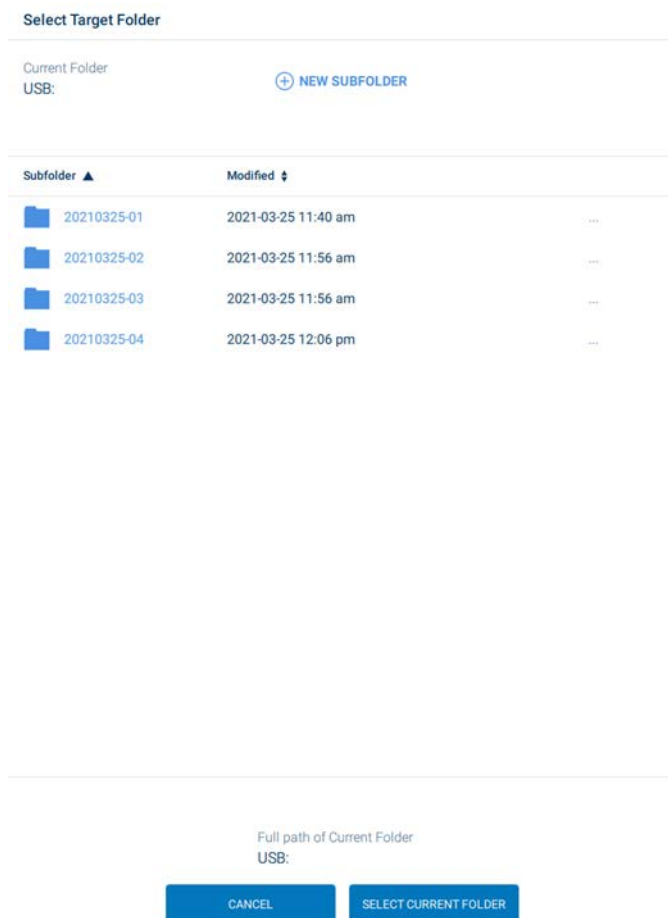 Select Target Folder
Current Folder
USB:
NEW SUBFOLDER
Subfolder Modified
20210325-01 2021-03-25 11:40 am ...
20210325-02 2021-03-25 11:56 am ...
20210325-03 2021-03-25 11:56 am ...
20210325-04 2021-03-25 12:06 pm ...
Full path of Current Folder
USB:
CANCEL SELECT CURRENT FOLDER